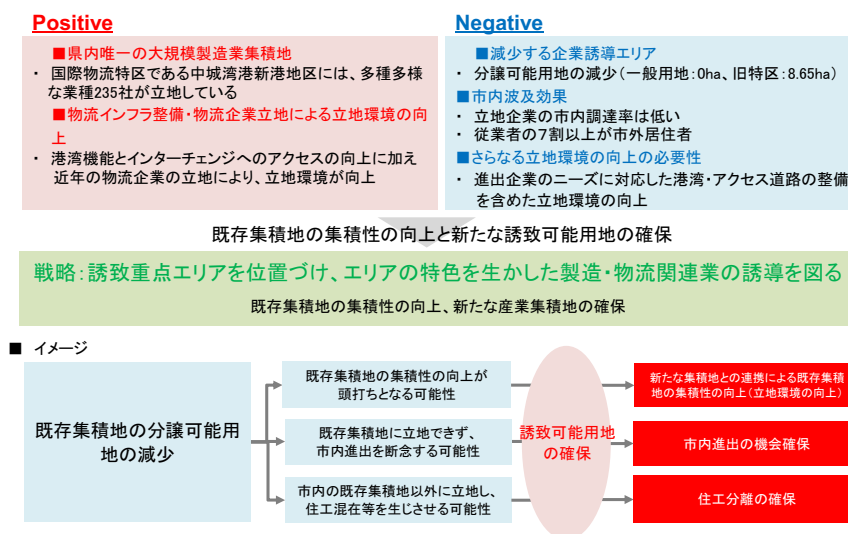 Positive
■県内唯一の大規模製造業集積地
・ 国際物流特区である中城湾港新港地区には、多種多様
な業種235社が立地している
■物流インフラ整備・物流企業立地による立地環境の向
上
・ 港湾機能とインターチェンジへのアクセスの向上に加え
近年の物流企業の立地により、立地環境が向上
Negative
■減少する企業誘導エリア
・ 分譲可能用地の減少(一般用地:0ha、旧特区:8.65ha)
■市内波及効果
・ 立地企業の市内調達率は低い
・ 従業者の7割以上が市外居住者
■さらなる立地環境の向上の必要性
・ 進出企業のニーズに対応した港湾・アクセス道路の整備
を含めた立地環境の向上
既存集積地の集積性の向上と新たな誘致可能用地の確保
戦略:誘致重点エリアを位置づけ、エリアの特色を生かした製造・物流関連業の誘導を図る
既存集積地の集積性の向上、新たな産業集積地の確保
■ イメージ
既存集積地の分譲可能用
地の減少
既存集積地の集積性の向上が
頭打ちとなる可能性
既存集積地に立地できず、
市内進出を断念する可能性
市内の既存集積地以外に立地し、
住工混在等を生じさせる可能性
誘致可能用地
の確保
新たな集積地との連携による既存集積
地の集積性の向上(立地環境の向上)
市内進出の機会確保
住工分離の確保